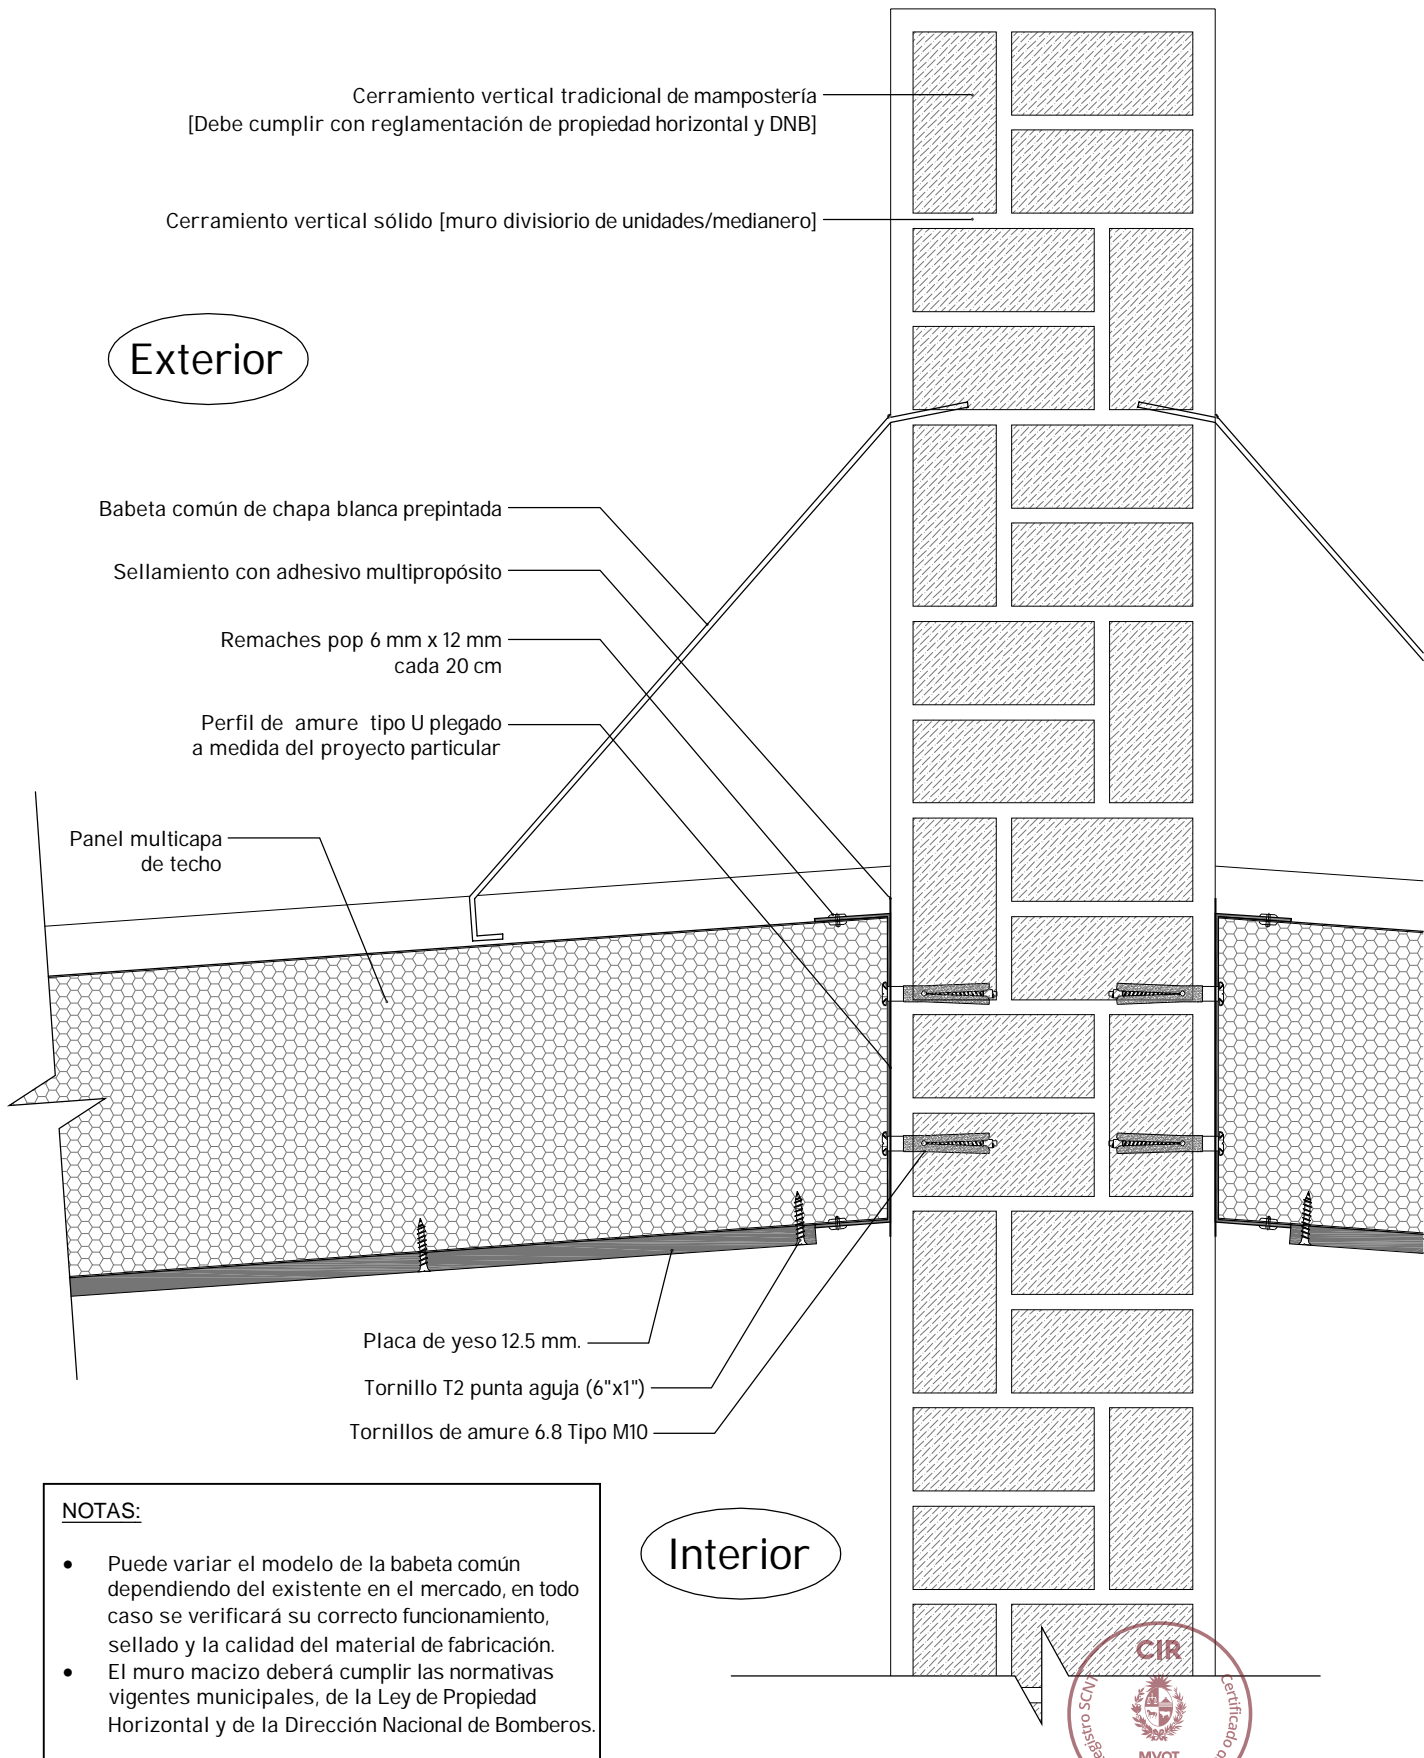 Cerramiento vertical tradicional de mampostería
[Debe cumplir con reglamentación de propiedad horizontal y DNB]
Cerramiento vertical sólido [muro divisiorio de unidades/medianero]
Exterior
Babeta común de chapa blanca prepintada
Sellamiento con adhesivo multipropósito
Remaches pop 6 mm x 12 mm
cada 20 cm
Perfil de amure tipo U plegado
a medida del proyecto particular
Panel multicapa
de techo
Placa de yeso 12.5 mm.
Tornillo T2 punta aguja (6"x1")
Tornillos de amure 6.8 Tipo M10
Interior
NOTAS:
• Puede variar el modelo de la babeta común
dependiendo del existente en el mercado, en todo
caso se verificará su correcto funcionamiento,
sellado y la calidad del material de fabricación.
• El muro macizo deberá cumplir las normativas
vigentes municipales, de la Ley de Propiedad
Horizontal y de la Dirección Nacional de Bomberos.
CIR
Certificado
MVOT